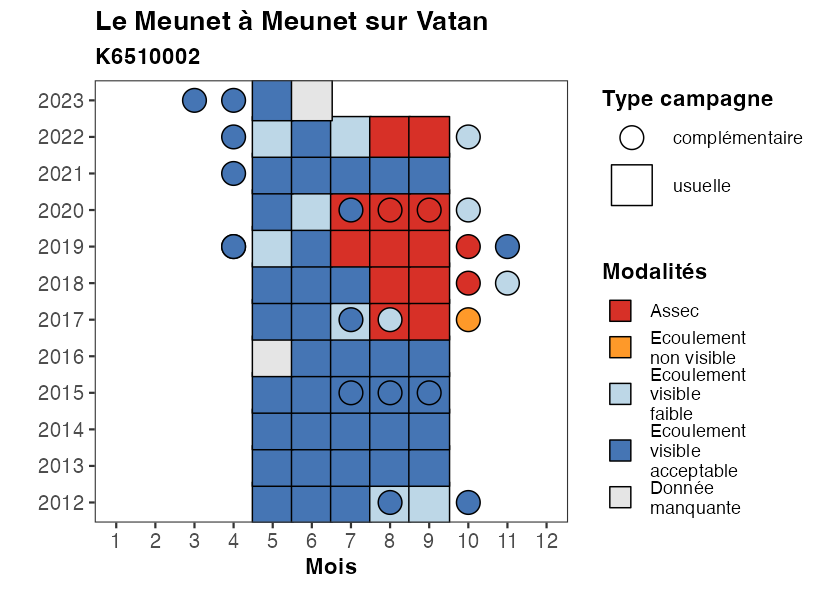 Le Meunet à Meunet sur Vatan
K6510002
2023
2022
2021
2020
2019
2018
2017
2016
2015
2014
2013
2012
1 2 3 4 5 6 7 8 9 10 11 12
Mois
Type campagne
complémentaire
usuelle
Modalités
Assec
Ecoulement
non visible
Ecoulement
visible
faible
Ecoulement
visible
acceptable
Donnée
manquante